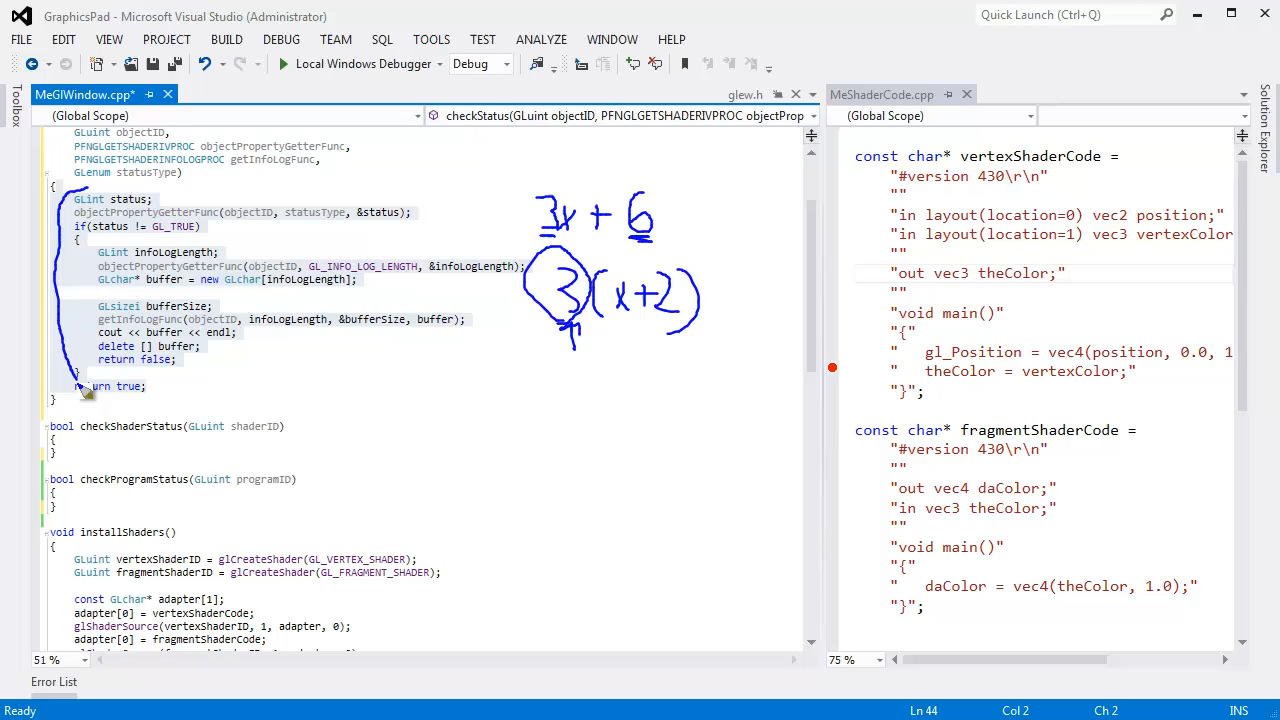 GraphicsPad - Microsoft Visual Studio (Administrator)
Quick Launch (Ctrl+Q)
FILE EDIT VIEW PROJECT BUILD DEBUG TEAM SQL TOOLS TEST ANALYZE WINDOW HELP
Local Windows Debugger Debug
Toolbox
MeGlWindow.cpp*
glew.h
(Global Scope)
checkStatus(GLuint objectID, PFNGLGETSHADERIVPROC objectProp
GLuint objectID,
PFNGLGETSHADERIVPROC objectPropertyGetterFunc,
PFNGLGETSHADERINFOLOGPROC getInfoLogFunc,
GLenum statusType)
{
GLint status;
objectPropertyGetterFunc(objectID, statusType, &status);
if(status != GL_TRUE)
{
GLint infoLogLength;
objectPropertyGetterFunc(objectID, GL_INFO_LOG_LENGTH, &infoLogLength);
GLchar* buffer = new GLchar[infoLogLength];
GLsizei bufferSize;
getInfoLogFunc(objectID, infoLogLength, &bufferSize, buffer);
cout << buffer << endl;
delete [] buffer;
return false;
}
return true;
}
bool checkShaderStatus(GLuint shaderID)
{
}
bool checkProgramStatus(GLuint programID)
{
}
void installShaders()
{
GLuint vertexShaderID = glCreateShader(GL_VERTEX_SHADER);
GLuint fragmentShaderID = glCreateShader(GL_FRAGMENT_SHADER);
const GLchar* adapter[1];
adapter[0] = vertexShaderCode;
glShaderSource(vertexShaderID, 1, adapter, 0);
adapter[0] = fragmentShaderCode;
51 %
3x + 6
3(x+2)
MeShaderCode.cpp
(Global Scope)
const char* vertexShaderCode =
"#version 430\r\n"
""
"in layout(location=0) vec2 position;"
"in layout(location=1) vec3 vertexColor
""
"out vec3 theColor;"
""
"void main()"
"{"
" gl_Position = vec4(position, 0.0, 1
" theColor = vertexColor;"
"}";
const char* fragmentShaderCode =
"#version 430\r\n"
""
"out vec4 daColor;"
"in vec3 theColor;"
""
"void main()"
"{"
" daColor = vec4(theColor, 1.0);"
"}";
75 %
Solution Explorer
Error List
Ready Ln 44 Col 2 Ch 2 INS